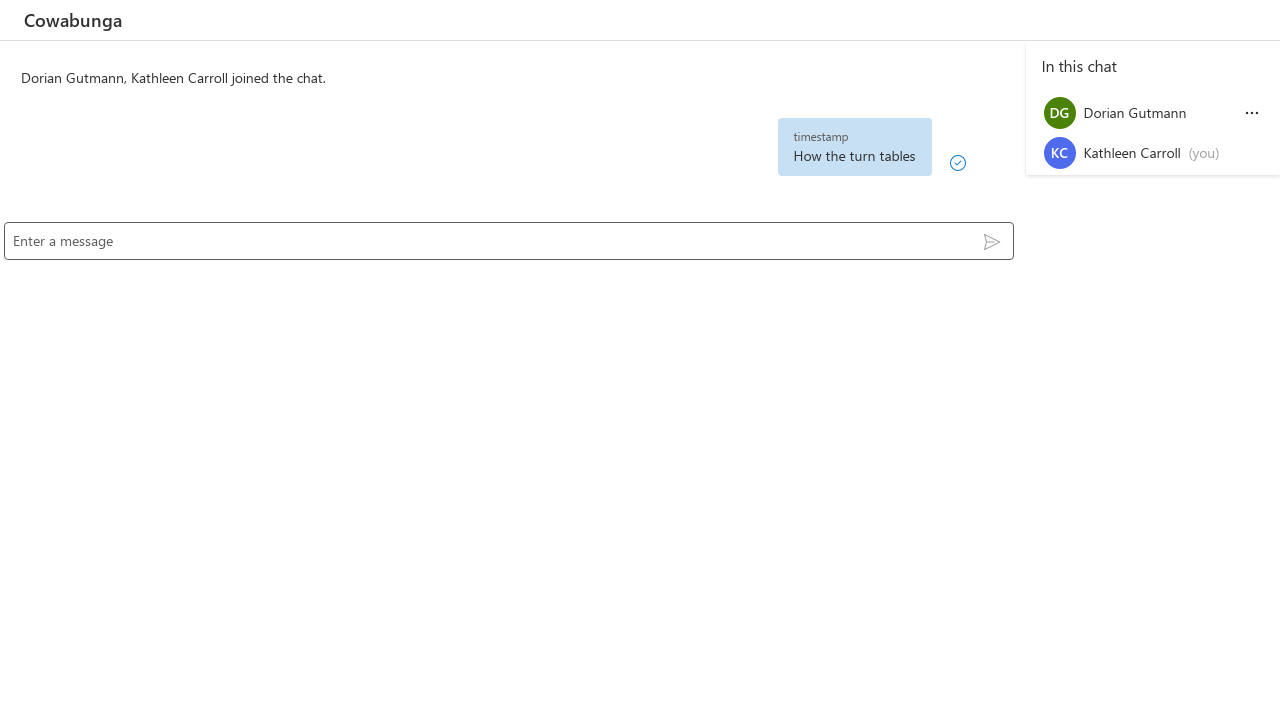 Cowabunga
Dorian Gutmann, Kathleen Carroll joined the chat.
timestamp
How the turn tables
Enter a message
In this chat
DG Dorian Gutmann
KC Kathleen Carroll (you)